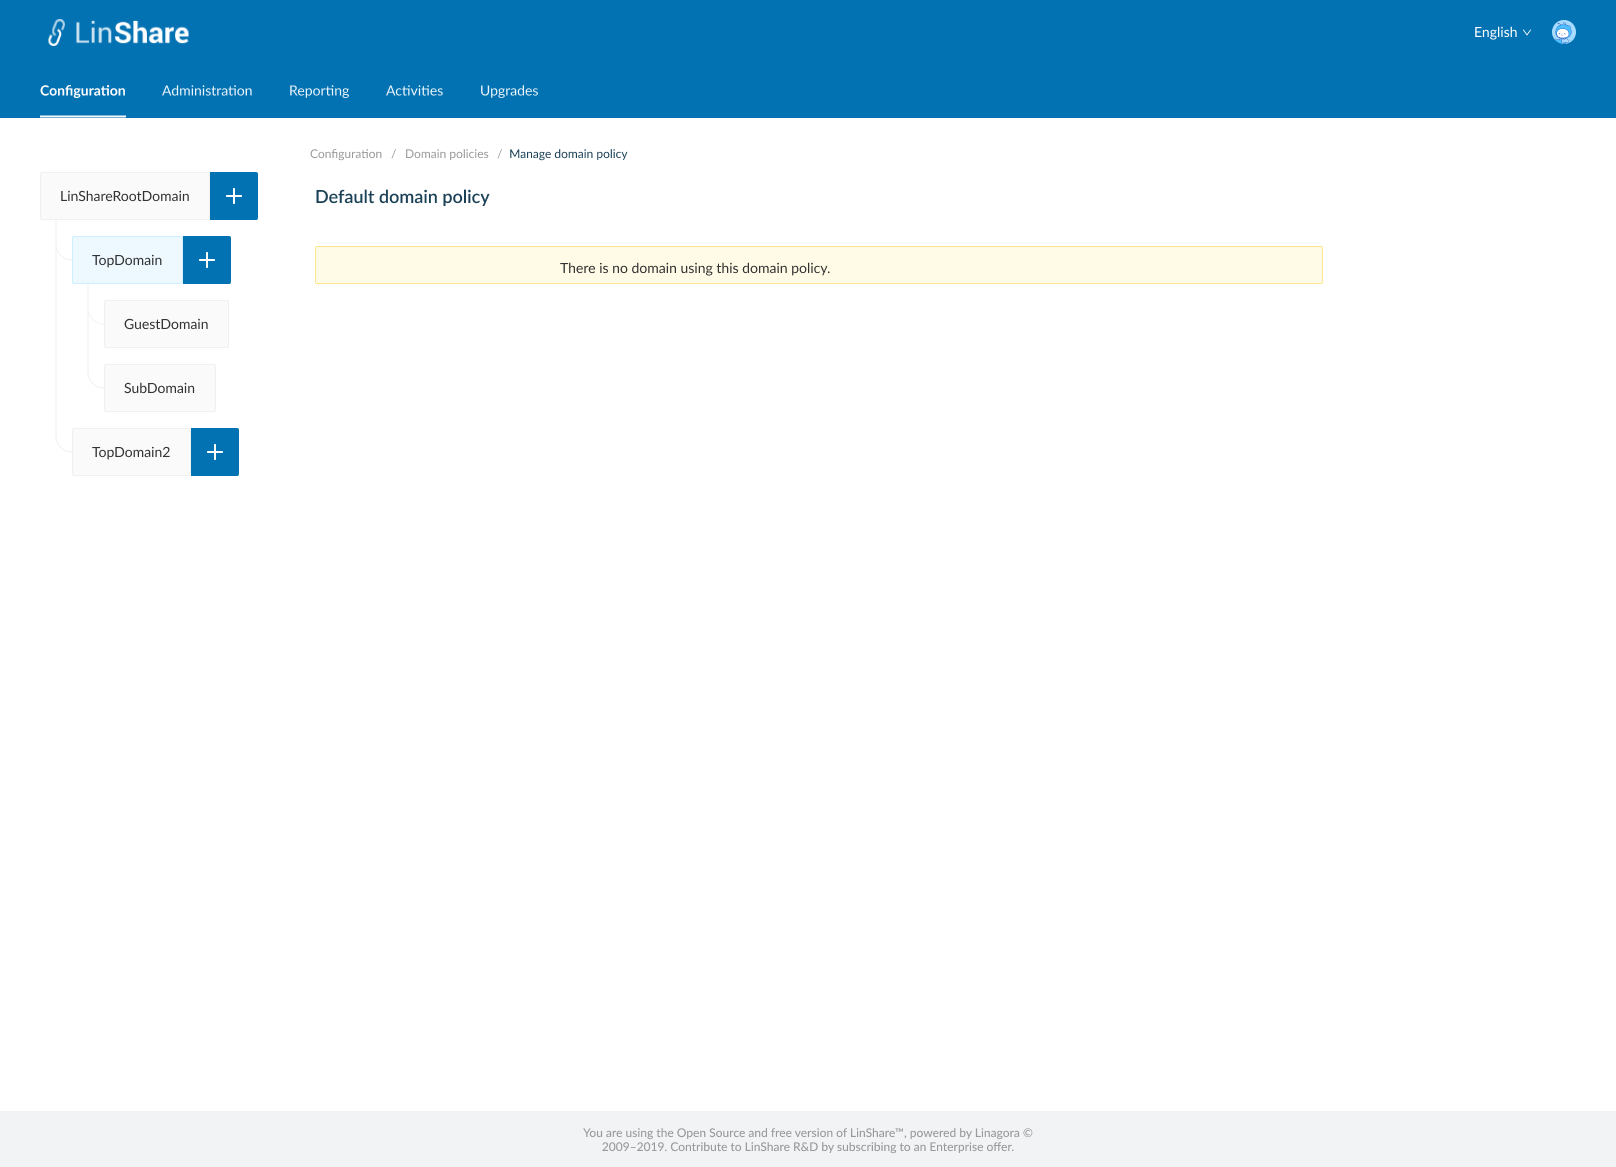 LinShare
English
Configuration Administration Reporting Activities Upgrades
Configuration / Domain policies / Manage domain policy
LinShareRootDomain
Default domain policy
TopDomain
There is no domain using this domain policy.
GuestDomain
SubDomain
TopDomain2
You are using the Open Source and free version of LinShare™, powered by Linagora ©
2009–2019. Contribute to LinShare R&D by subscribing to an Enterprise offer.